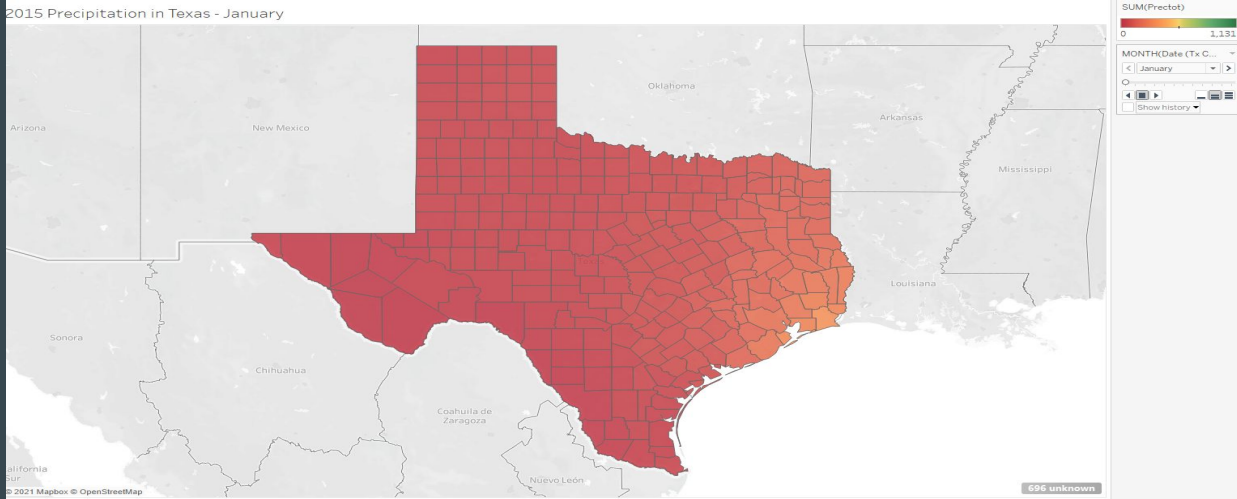 2015 Precipitation in Texas - January
SUM(Prectot)
0 1,131
MONTH(Date (Tx C...
January
Show history
Oklahoma
Arkansas
Arizona
New Mexico
Mississippi
Louisiana
Sonora
Chihuahua
Coahuila de
Zaragoza
alifornia
Sur
Nuevo León
© 2021 Mapbox © OpenStreetMap
696 unknown